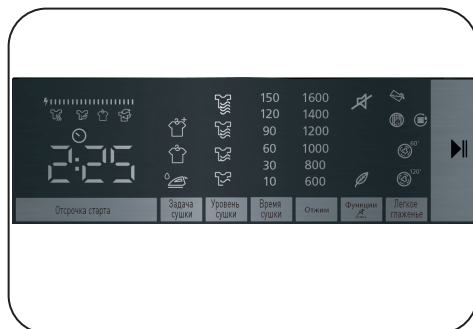 2:25
150 1600
120 1400
90 1200
60 1000
30 800
10 600
60'
120'
Отсрочка старта
Задача
сушки
Уровень
сушки
Время
сушки
Отжим
Функции
Легкое
глаженье